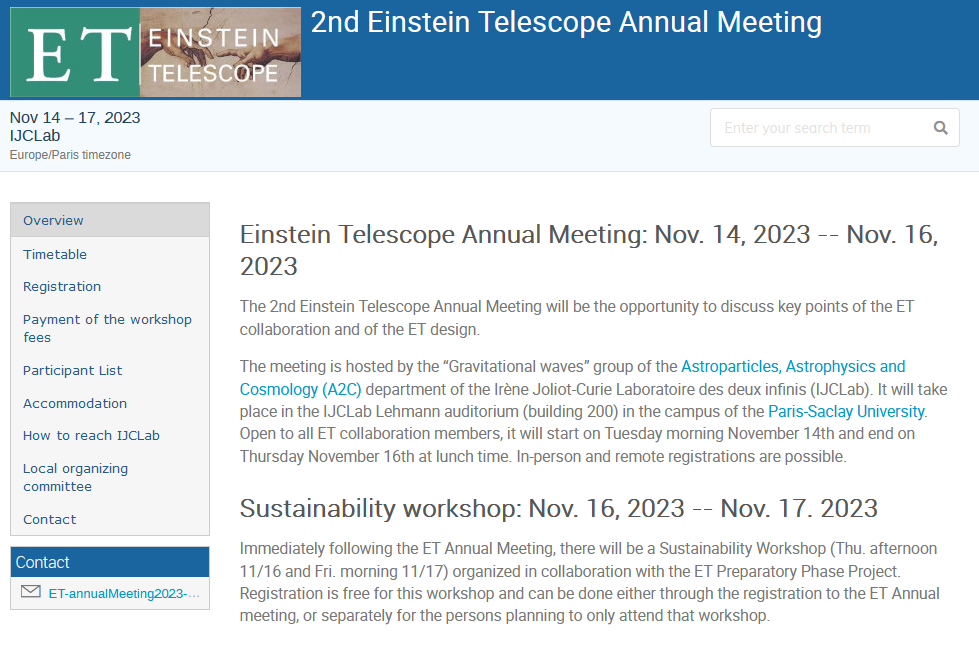 ET EINSTEIN
TELESCOPE
2nd Einstein Telescope Annual Meeting
Nov 14 – 17, 2023
IJCLab
Europe/Paris timezone
Enter your search term
Overview
Timetable
Registration
Payment of the workshop
fees
Participant List
Accommodation
How to reach IJCLab
Local organizing
committee
Contact
Contact
ET-annualMeeting2023-...
Einstein Telescope Annual Meeting: Nov. 14, 2023 -- Nov. 16,
2023
The 2nd Einstein Telescope Annual Meeting will be the opportunity to discuss key points of the ET
collaboration and of the ET design.
The meeting is hosted by the “Gravitational waves” group of the Astroparticles, Astrophysics and
Cosmology (A2C) department of the Irène Joliot-Curie Laboratoire des deux infinis (IJCLab). It will take
place in the IJCLab Lehmann auditorium (building 200) in the campus of the Paris-Saclay University.
Open to all ET collaboration members, it will start on Tuesday morning November 14th and end on
Thursday November 16th at lunch time. In-person and remote registrations are possible.
Sustainability workshop: Nov. 16, 2023 -- Nov. 17. 2023
Immediately following the ET Annual Meeting, there will be a Sustainability Workshop (Thu. afternoon
11/16 and Fri. morning 11/17) organized in collaboration with the ET Preparatory Phase Project.
Registration is free for this workshop and can be done either through the registration to the ET Annual
meeting, or separately for the persons planning to only attend that workshop.